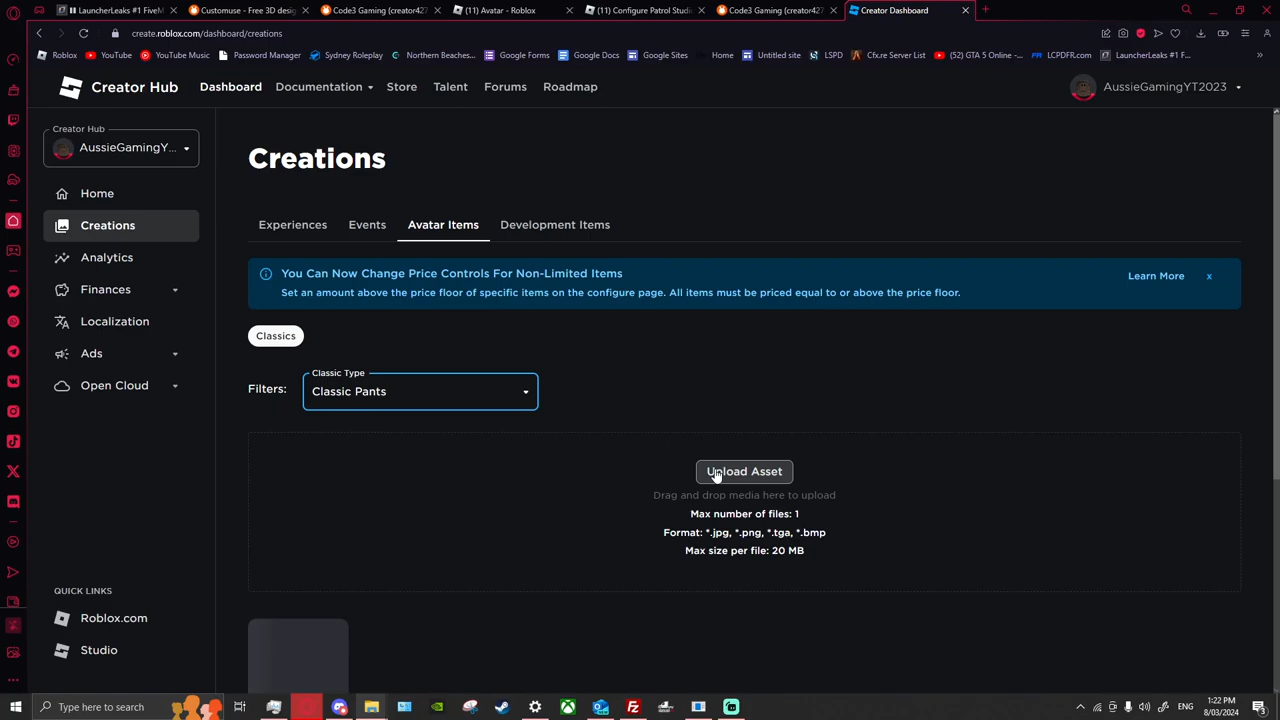 LauncherLeaks #1 FiveM
Customuse - Free 3D desig
Code3 Gaming (creator427
(11) Avatar - Roblox
(11) Configure Patrol Studi
Code3 Gaming (creator427
Creator Dashboard
create.roblox.com/dashboard/creations
Roblox
YouTube
YouTube Music
Password Manager
Sydney Roleplay
Northern Beaches...
Google Forms
Google Docs
Google Sites
Home
Untitled site
LSPD
Cfx.re Server List
(52) GTA 5 Online -...
LCPDFR.com
LauncherLeaks #1 F...
Creator Hub
Dashboard
Documentation
Store
Talent
Forums
Roadmap
AussieGamingYT2023
Creator Hub
AussieGamingY...
Home
Creations
Analytics
Finances
Localization
Ads
Open Cloud
QUICK LINKS
Roblox.com
Studio
Creations
Experiences
Events
Avatar Items
Development Items
You Can Now Change Price Controls For Non-Limited Items
Set an amount above the price floor of specific items on the configure page. All items must be priced equal to or above the price floor.
Learn More
x
Classics
Filters:
Classic Type
Classic Pants
Upload Asset
Drag and drop media here to upload
Max number of files: 1
Format: *.jpg, *.png, *.tga, *.bmp
Max size per file: 20 MB
Type here to search
ENG
1:22 PM
8/03/2024